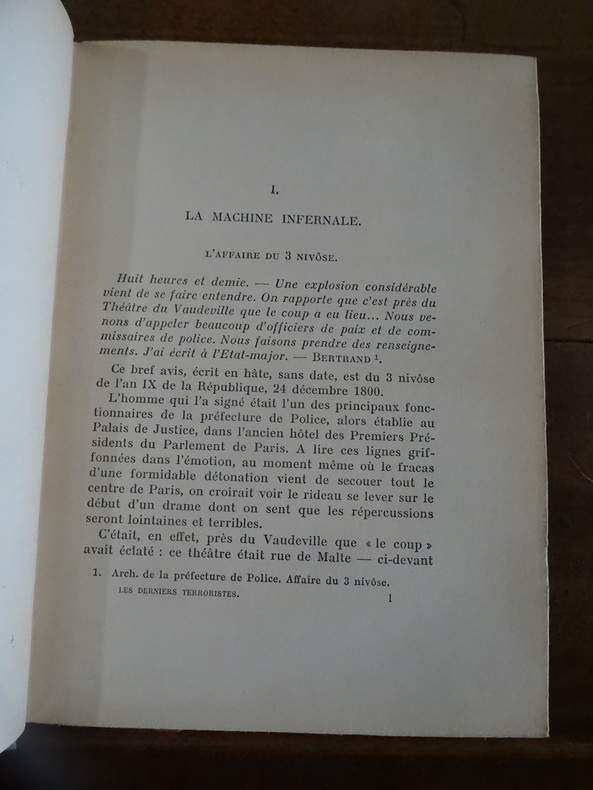 1.
LA MACHINE INFERNALE.
L'AFFAIRE DU 3 NIVÔSE.
Huit heures et demie. — Une explosion considérable
vient de se faire entendre. On rapporte que c'est près du
Théâtre du Vaudeville que le coup a eu lieu... Nous ve-
nons d'appeler beaucoup d'officiers de paix et de com-
missaires de police. Nous faisons prendre des renseigne-
ments. J'ai écrit à l'Etat-major. — BERTRAND ¹.
Ce bref avis, écrit en hâte, sans date, est du 3 nivôse
de l'an IX de la République, 24 décembre 1800.
L'homme qui l'a signé était l'un des principaux fonc-
tionnaires de la préfecture de Police, alors établie au
Palais de Justice, dans l'ancien hôtel des Premiers Pré-
sidents du Parlement de Paris. A lire ces lignes grif-
fonnées dans l'émotion, au moment même où le fracas
d'une formidable détonation vient de secouer tout le
centre de Paris, on croirait voir le rideau se lever sur le
début d'un drame dont on sent que les répercussions
seront lointaines et terribles.
C'était, en effet, près du Vaudeville que « le coup »
avait éclaté : ce théâtre était rue de Malte — ci-devant
1. Arch. de la préfecture de Police. Affaire du 3 nivôse.
LES DERNIERS TERRORISTES.
1